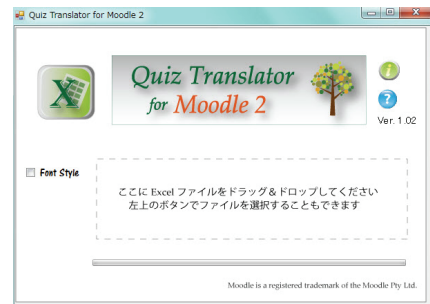 Quiz Translator for Moodle 2
Quiz Translator
for Moodle 2
Ver. 1.02
Font Style
ここに Excel ファイルをドラッグ＆ドロップしてください
左上のボタンでファイルを選択することもできます
Moodle is a registered trademark of the Moodle Pty Ltd.